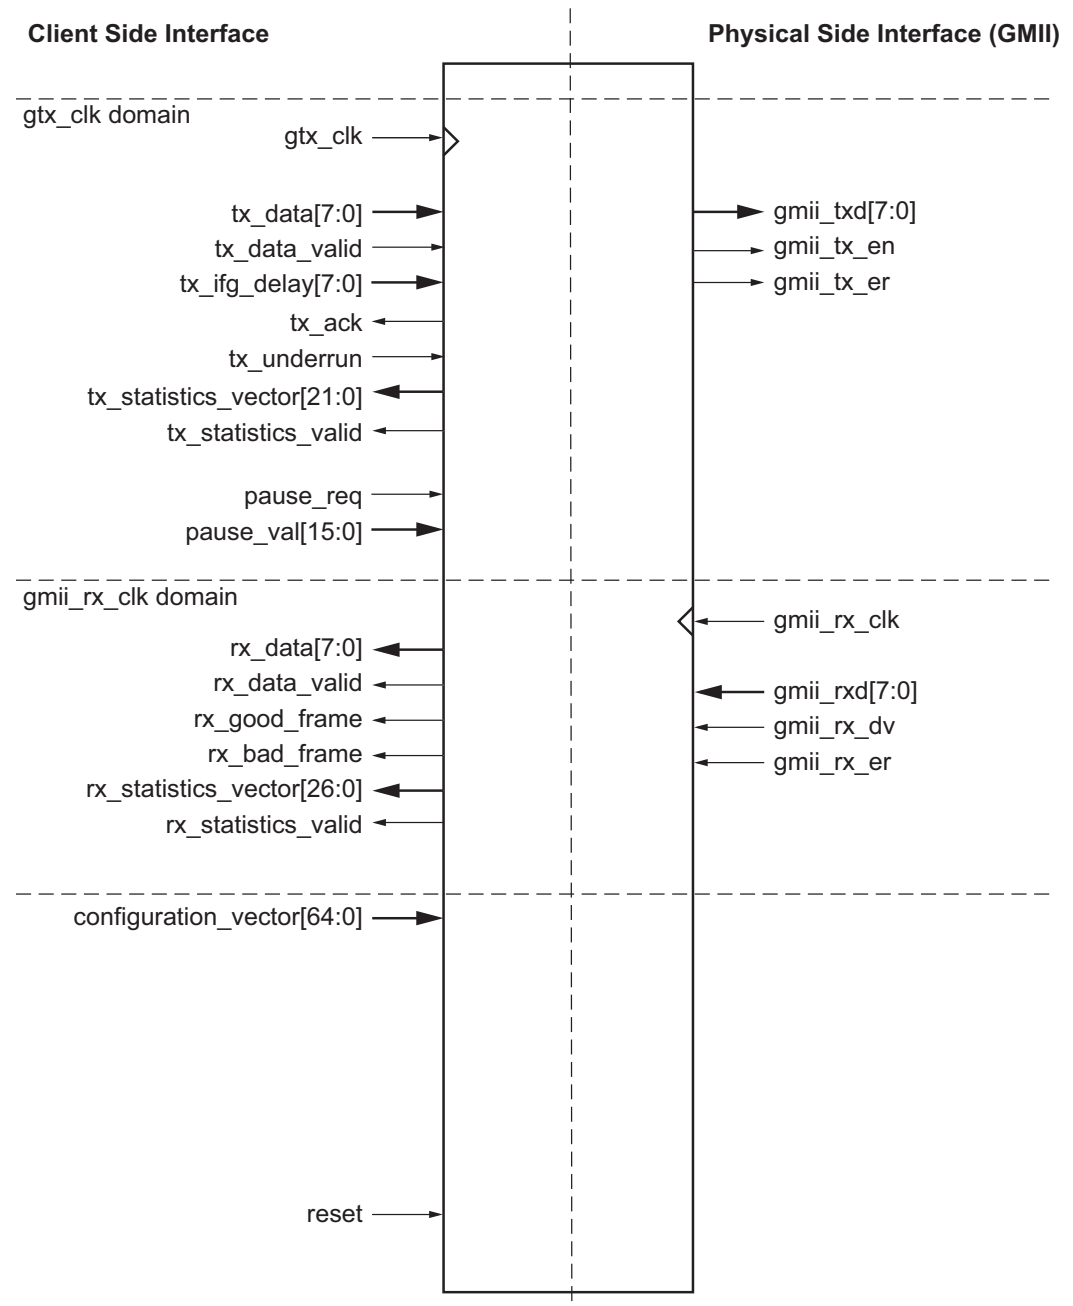 Client Side Interface
Physical Side Interface (GMII)
gtx_clk domain
gtx_clk
tx_data[7:0]
gmii_txd[7:0]
tx_data_valid
gmii_tx_en
tx_ifg_delay[7:0]
gmii_tx_er
tx_ack
tx_underrun
tx_statistics_vector[21:0]
tx_statistics_valid
pause_req
pause_val[15:0]
gmii_rx_clk domain
gmii_rx_clk
rx_data[7:0]
rx_data_valid
gmii_rxd[7:0]
rx_good_frame
gmii_rx_dv
rx_bad_frame
gmii_rx_er
rx_statistics_vector[26:0]
rx_statistics_valid
configuration_vector[64:0]
reset